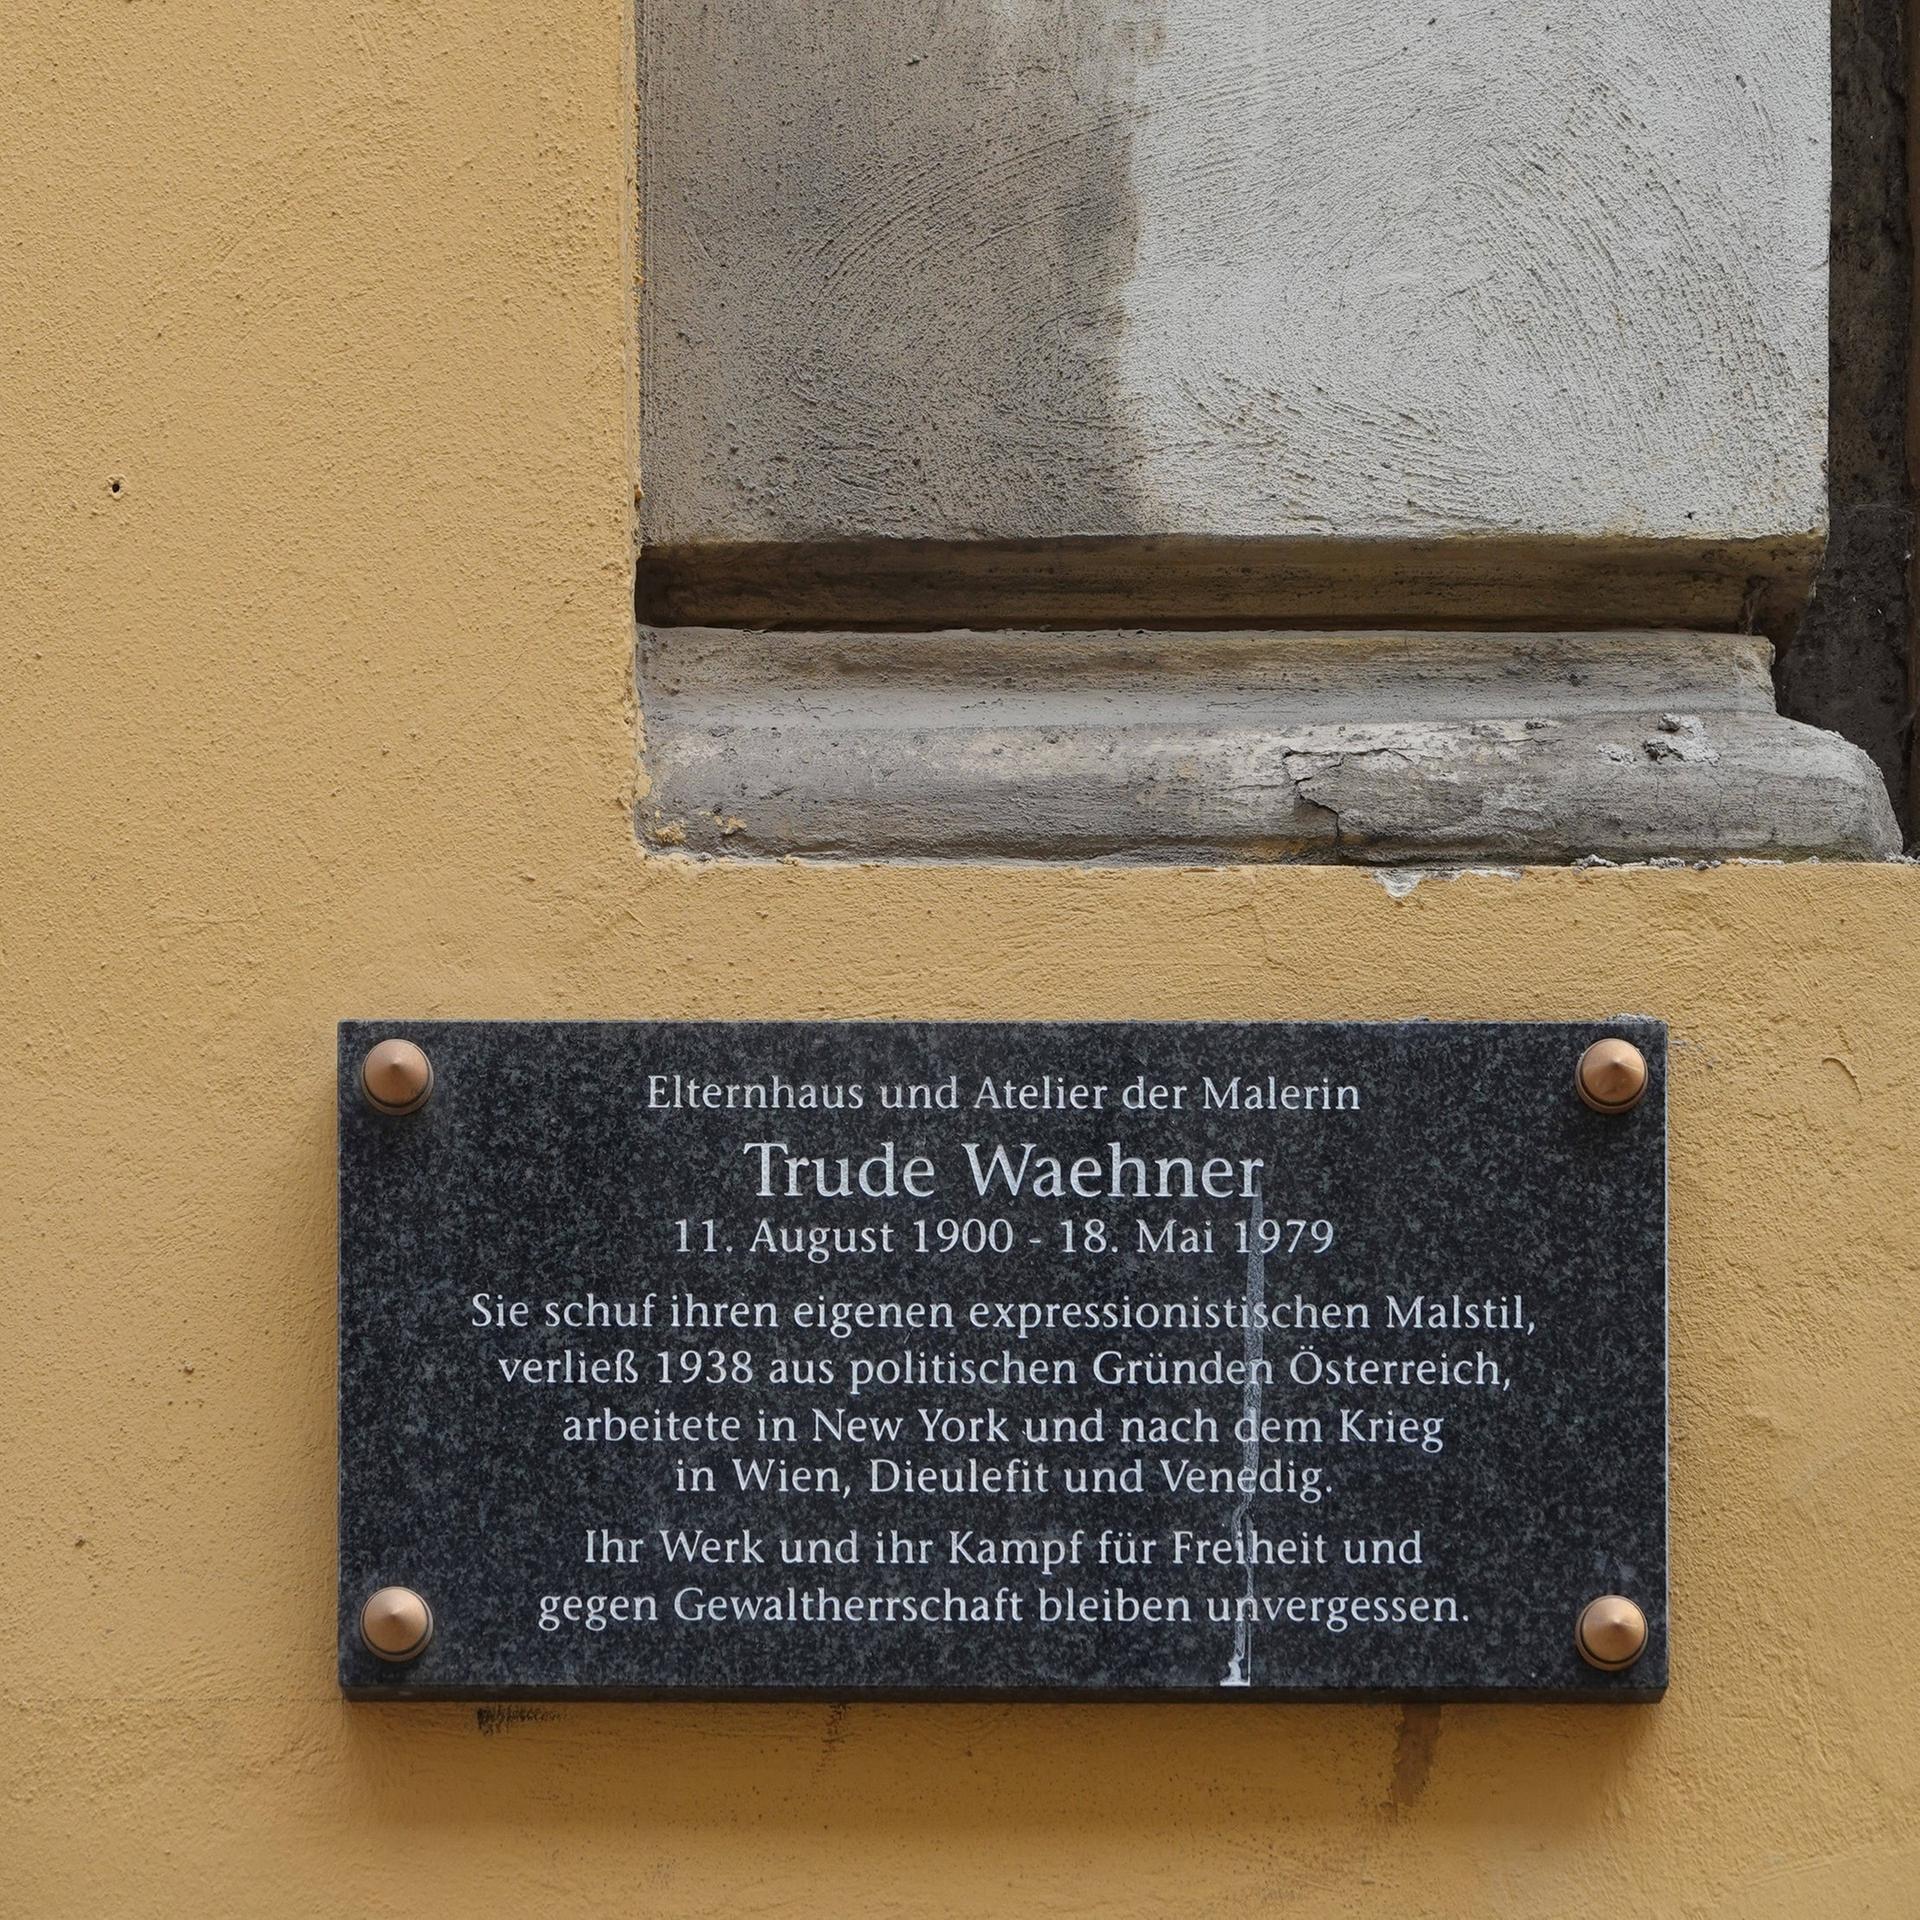 Elternhaus und Atelier der Malerin
Trude Waehner
11. August 1900 - 18. Mai 1979
Sie schuf ihren eigenen expressionistischen Malstil,
verließ 1938 aus politischen Gründen Österreich,
arbeitete in New York und nach dem Krieg
in Wien, Dieulefit und Venedig.
Ihr Werk und ihr Kampf für Freiheit und
gegen Gewaltherrschaft bleiben unvergessen.